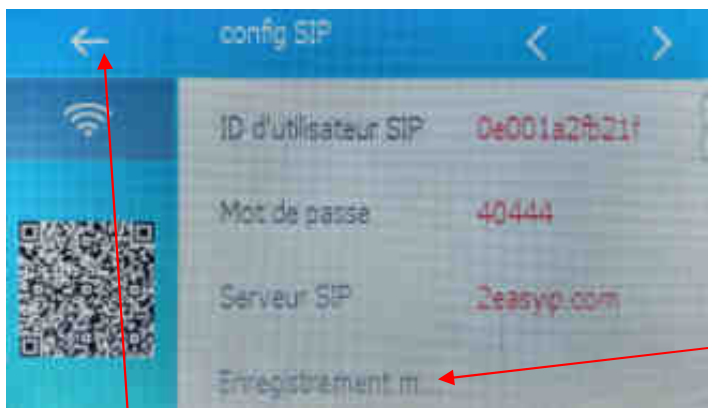 config SIP
ID d'utilisateur SIP 0e001a2fb21f
Mot de passe 40444
Serveur SIP 2easyip.com
Enregistrement m...